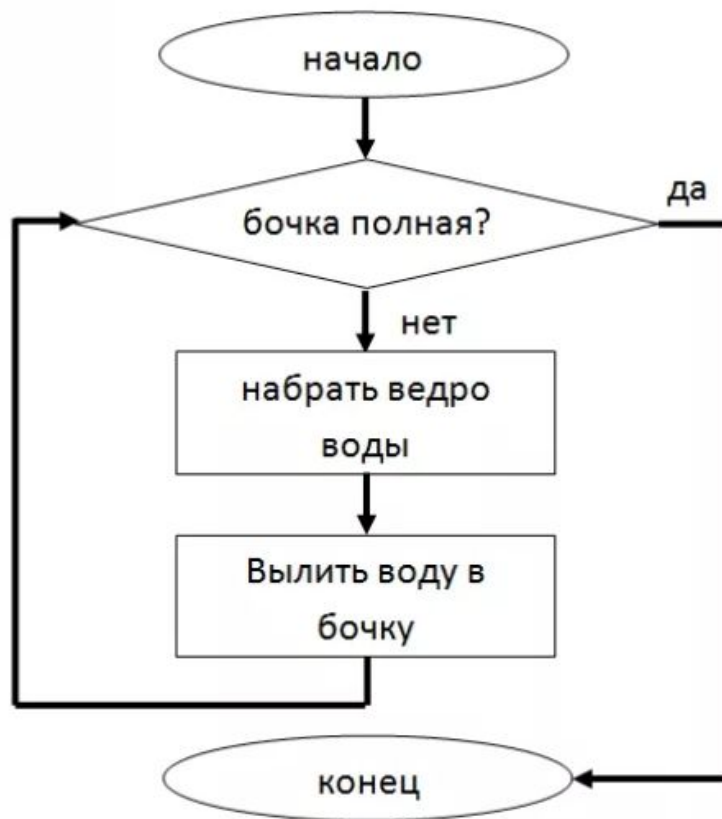 начало
бочка полная?
да
нет
набрать ведро
воды
Вылить воду в
бочку
конец